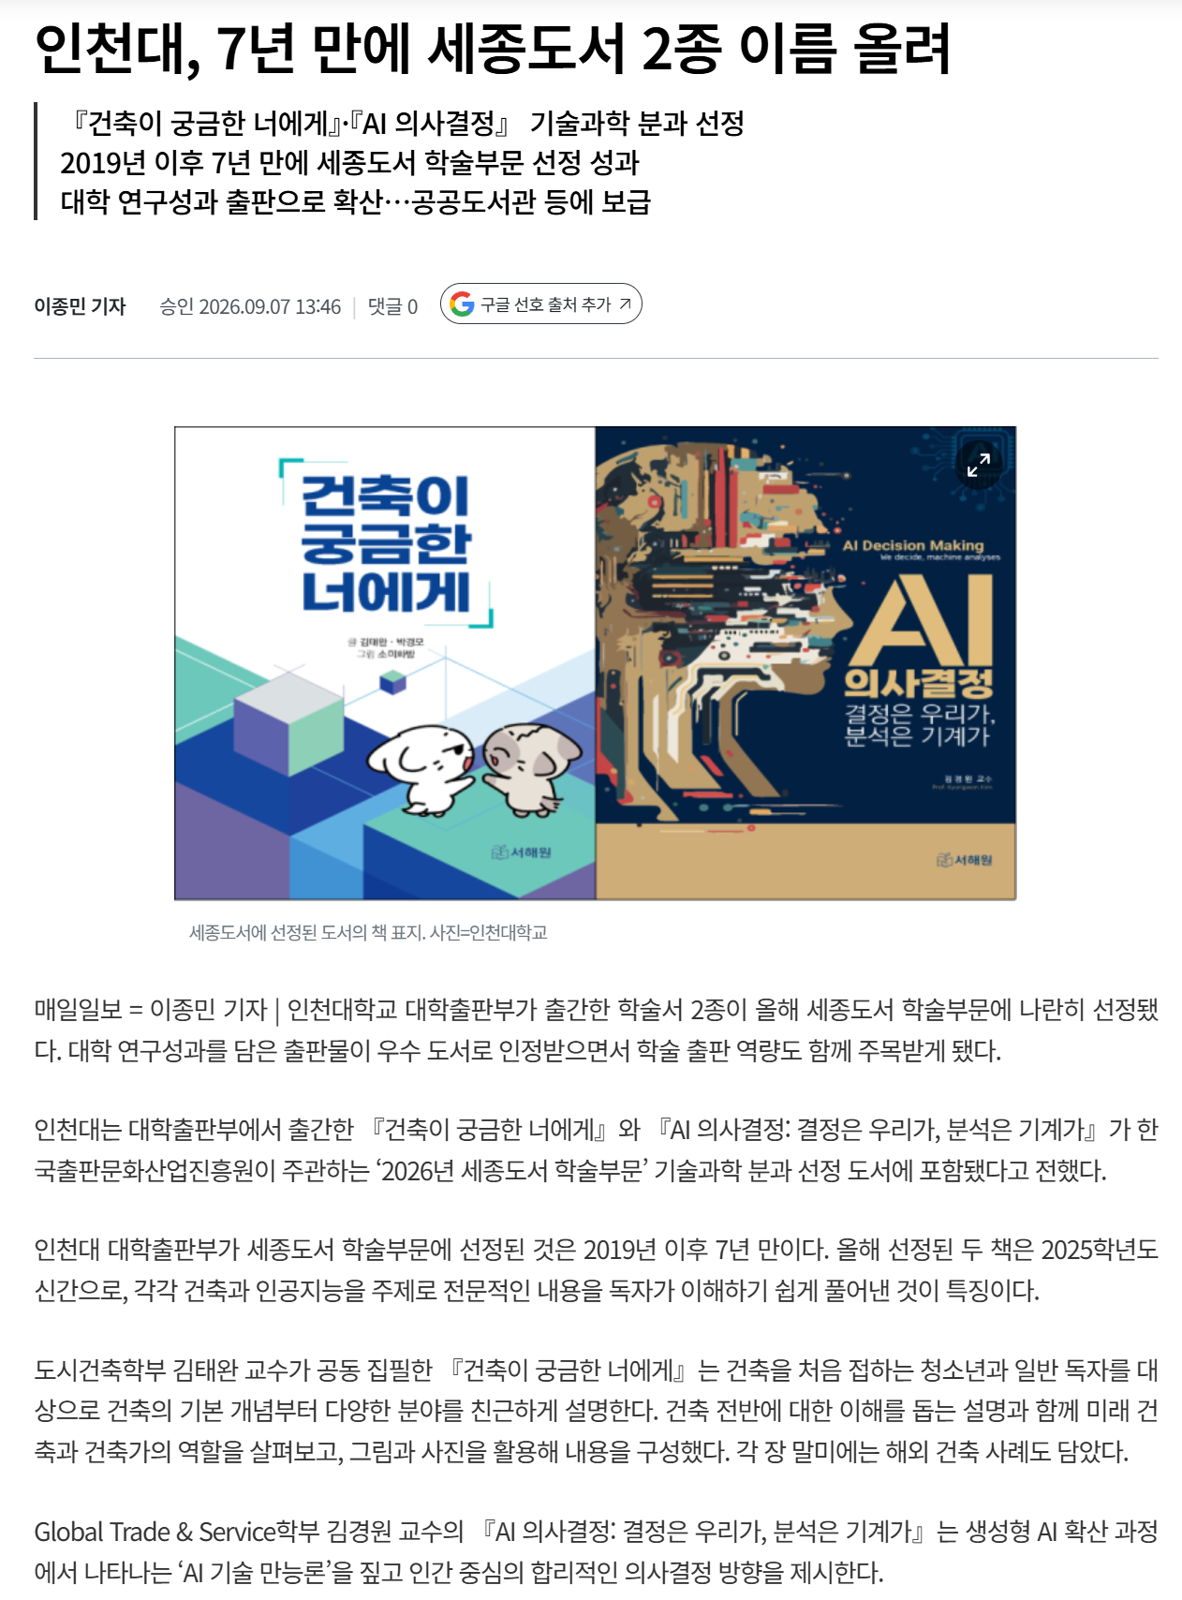 인천대, 7년 만에 세종도서 2종 이름 올려
『건축이 궁금한 너에게』·『AI 의사결정』 기술과학 분과 선정
2019년 이후 7년 만에 세종도서 학술부문 선정 성과
대학 연구성과 출판으로 확산…공공도서관 등에 보급
이종민 기자 승인 2026.09.07 13:46 댓글 0 구글 선호 출처 추가
건축이
궁금한
너에게
글 김태완 · 박경모
그림 소미화방
서해원
AI Decision Making
We decide, machine analyses
AI
의사결정
결정은 우리가,
분석은 기계가
김경원 교수
Prof. Kyungwon Kim
서해원
세종도서에 선정된 도서의 책 표지. 사진=인천대학교
매일일보 = 이종민 기자 | 인천대학교 대학출판부가 출간한 학술서 2종이 올해 세종도서 학술부문에 나란히 선정됐
다. 대학 연구성과를 담은 출판물이 우수 도서로 인정받으면서 학술 출판 역량도 함께 주목받게 됐다.
인천대는 대학출판부에서 출간한 『건축이 궁금한 너에게』와 『AI 의사결정: 결정은 우리가, 분석은 기계가』가 한
국출판문화산업진흥원이 주관하는 ‘2026년 세종도서 학술부문’ 기술과학 분과 선정 도서에 포함됐다고 전했다.
인천대 대학출판부가 세종도서 학술부문에 선정된 것은 2019년 이후 7년 만이다. 올해 선정된 두 책은 2025학년도
신간으로, 각각 건축과 인공지능을 주제로 전문적인 내용을 독자가 이해하기 쉽게 풀어낸 것이 특징이다.
도시건축학부 김태완 교수가 공동 집필한 『건축이 궁금한 너에게』는 건축을 처음 접하는 청소년과 일반 독자를 대
상으로 건축의 기본 개념부터 다양한 분야를 친근하게 설명한다. 건축 전반에 대한 이해를 돕는 설명과 함께 미래 건
축과 건축가의 역할을 살펴보고, 그림과 사진을 활용해 내용을 구성했다. 각 장 말미에는 해외 건축 사례도 담았다.
Global Trade & Service학부 김경원 교수의 『AI 의사결정: 결정은 우리가, 분석은 기계가』는 생성형 AI 확산 과정
에서 나타나는 ‘AI 기술 만능론’을 짚고 인간 중심의 합리적인 의사결정 방향을 제시한다.